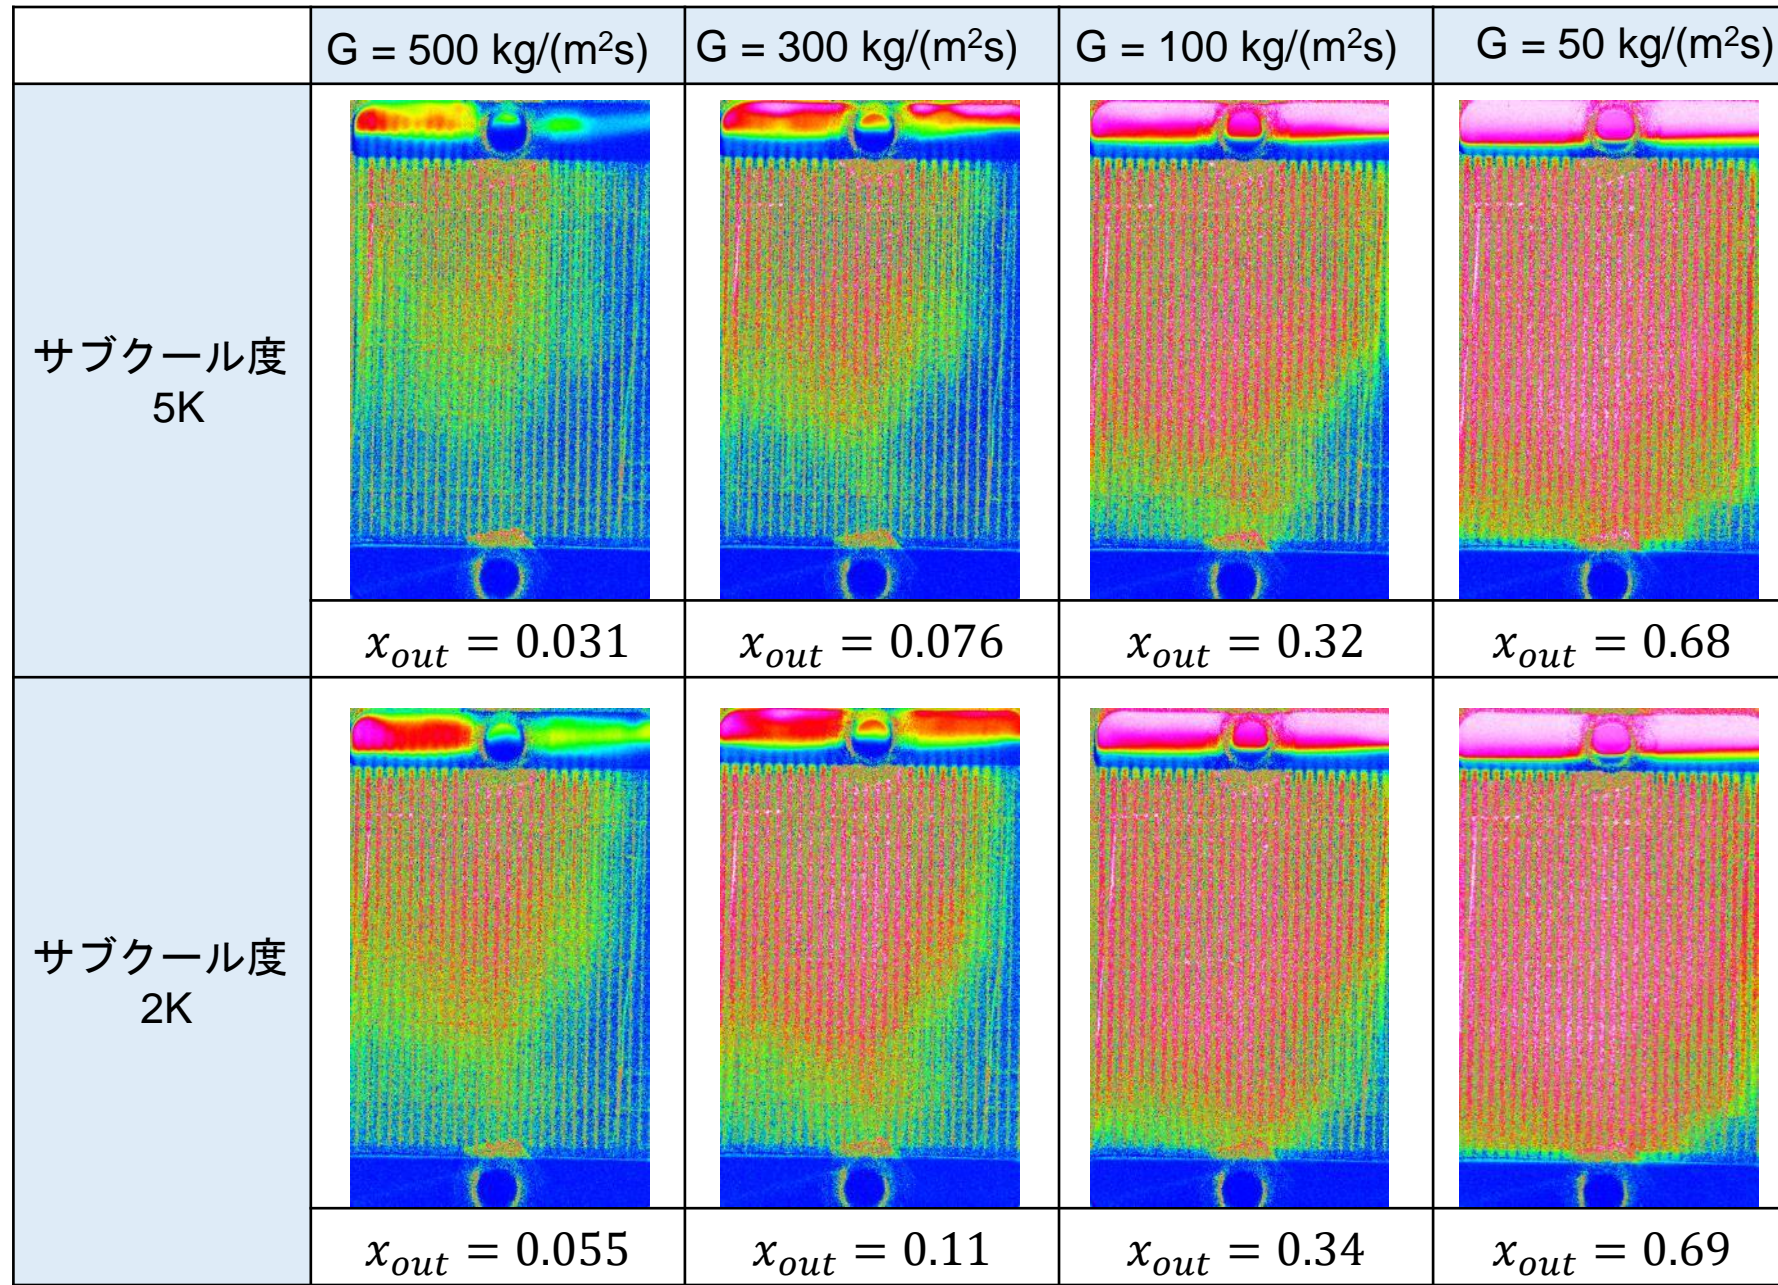 G = 500 kg/(m²s)
G = 300 kg/(m²s)
G = 100 kg/(m²s)
G = 50 kg/(m²s)
サブクール度
5K
x_out = 0.031
x_out = 0.076
x_out = 0.32
x_out = 0.68
サブクール度
2K
x_out = 0.055
x_out = 0.11
x_out = 0.34
x_out = 0.69